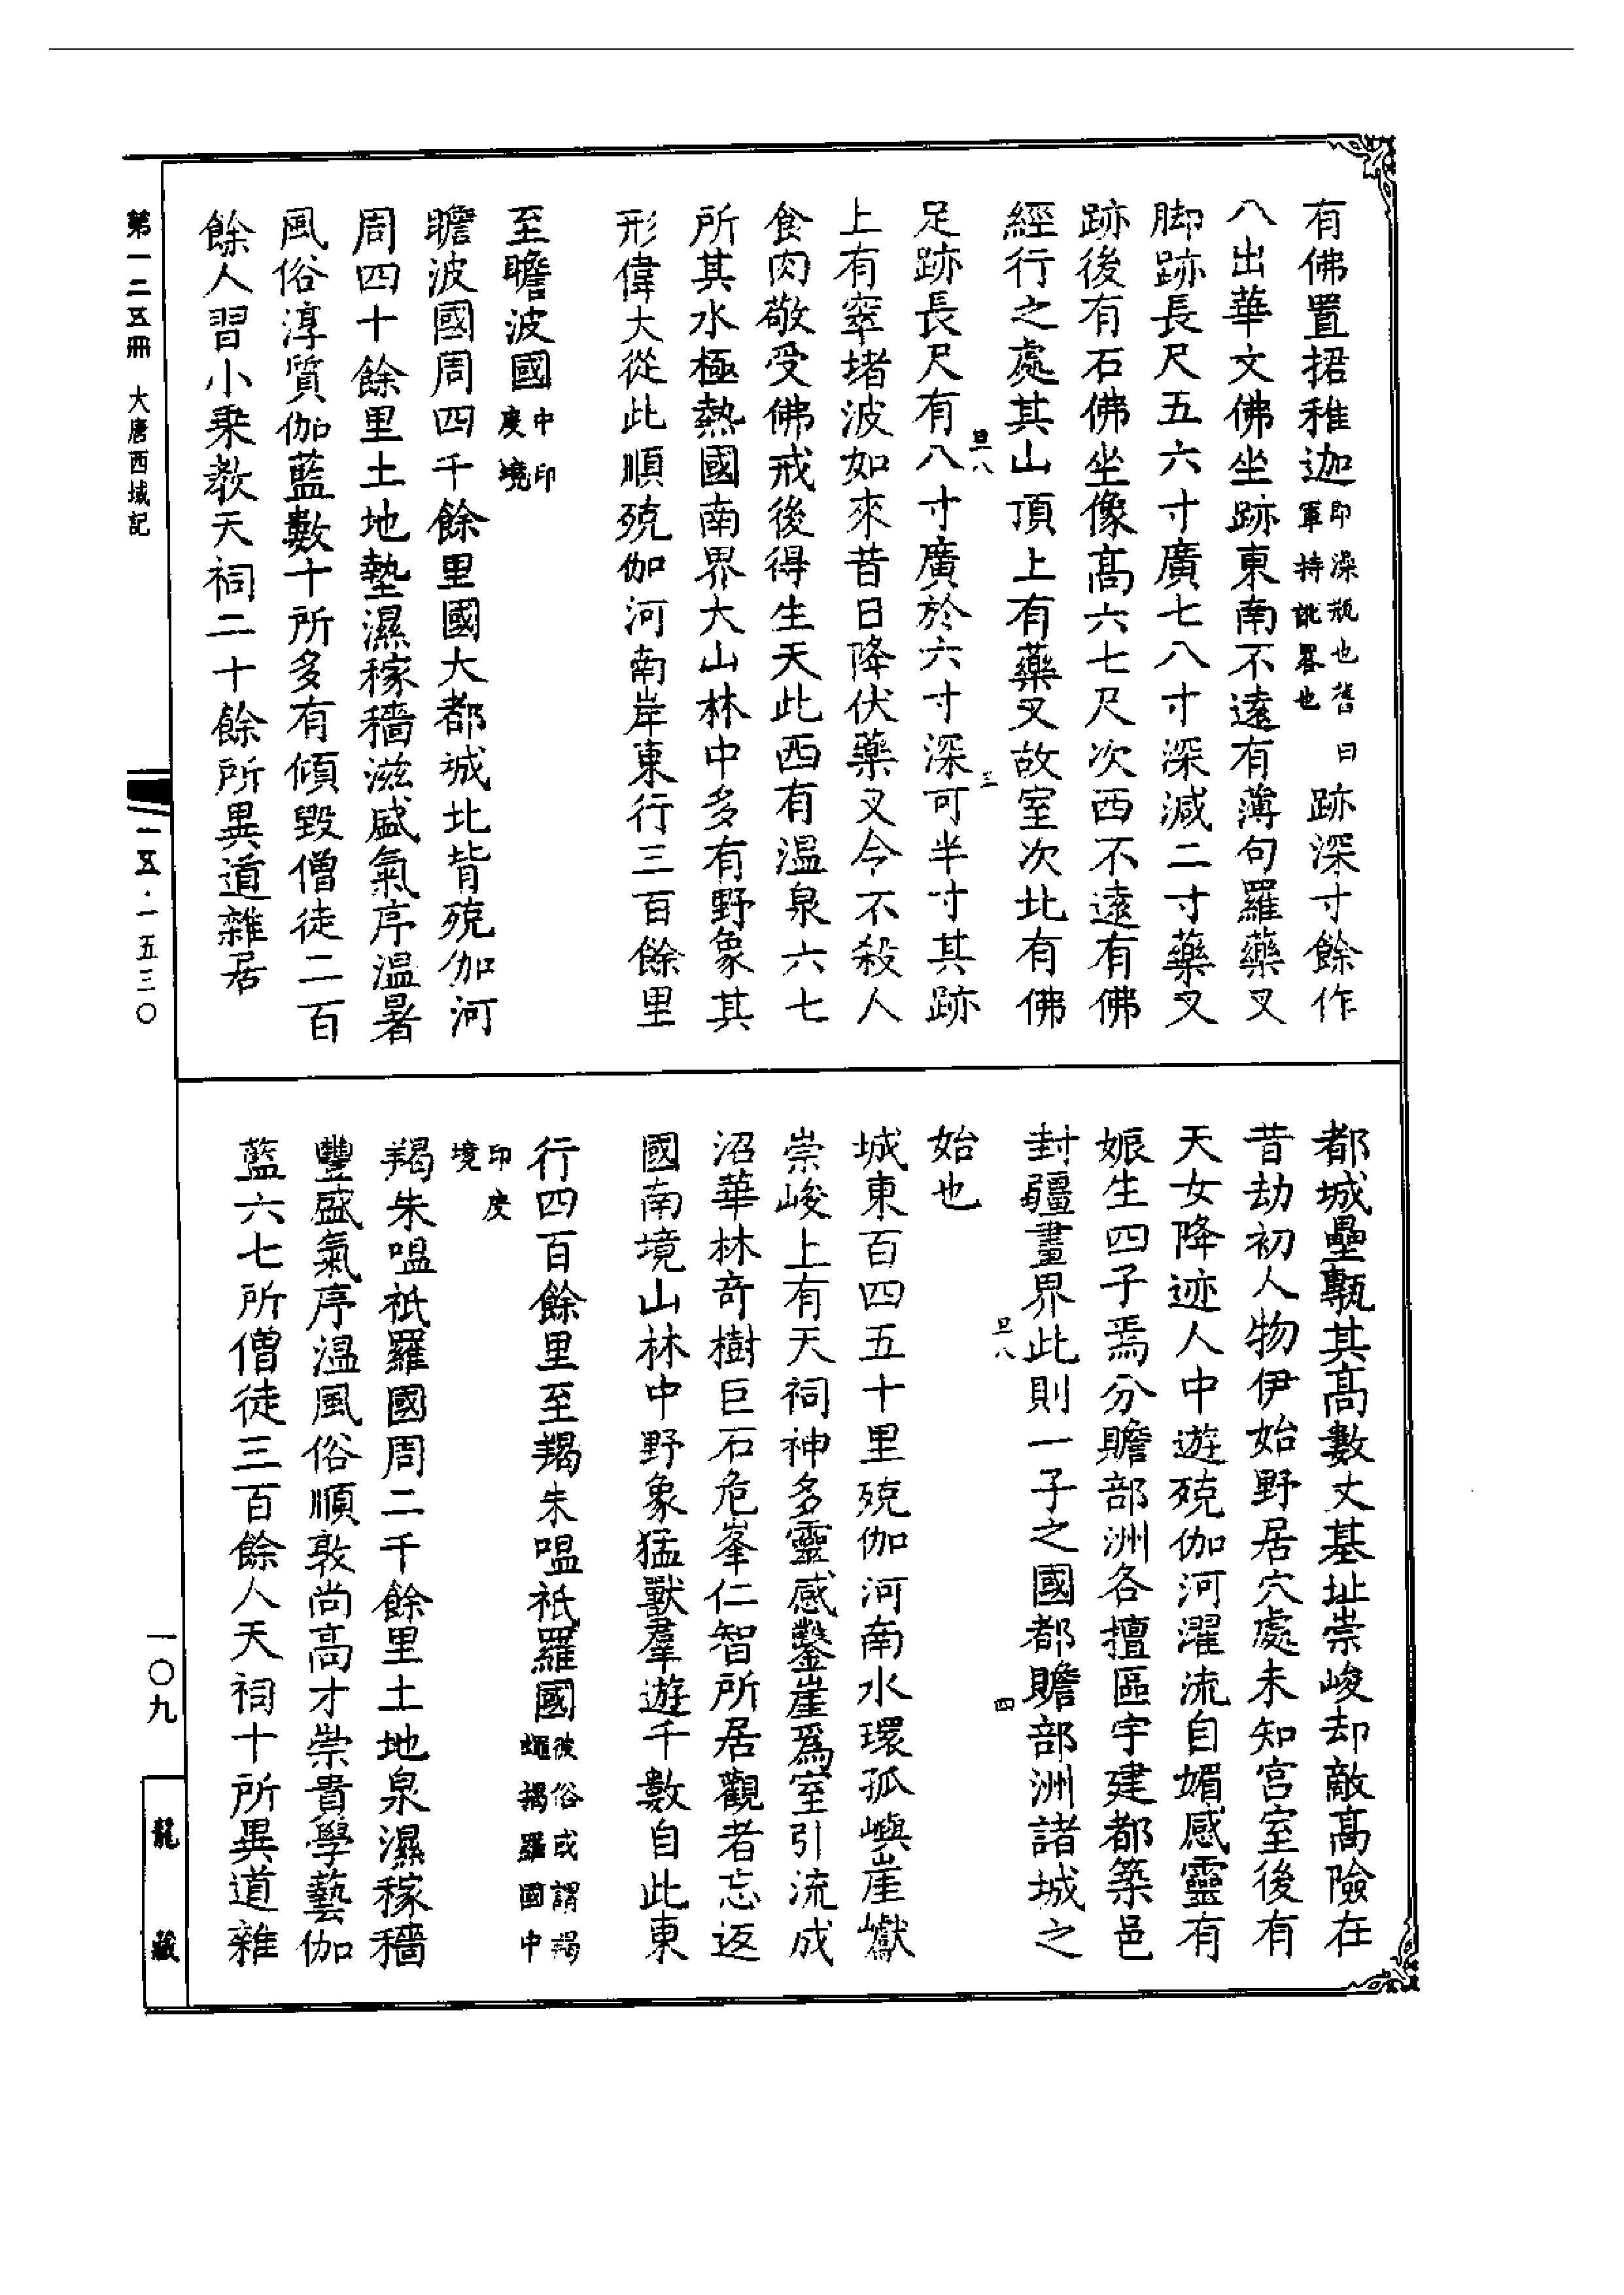 有佛置捃稚迦印澡瓶也舊曰軍持訛畧也跡深寸餘作
八出華文佛坐跡東南不遠有薄句羅藥叉
脚跡長尺五六寸廣七八寸深減二寸藥叉
跡後有石佛坐像高六七尺次西不遠有佛
經行之處其山頂上有藥叉故室次北有佛
足跡長尺有八寸廣於六寸深可半寸其跡
旦八 三
上有窣堵波如來昔日降伏藥叉今不殺人
食肉敬受佛戒後得生天此西有温泉六七
所其水極熱國南界大山林中多有野象其
形偉大從此順殑伽河南岸東行三百餘里
至瞻波國中印度境
瞻波國周四千餘里國大都城北背殑伽河
周四十餘里土地墊濕稼穡滋盛氣序温暑
風俗淳質伽藍數十所多有傾毀僧徒二百
餘人習小乘教天祠二十餘所異道雜居
都城壘甎其高數丈基址崇峻却敵高險在
昔劫初人物伊始野居穴處未知宫室後有
天女降迹人中遊殑伽河濯流自媚感靈有
娠生四子焉分贍部洲各擅區宇建都築邑
封疆畫界此則一子之國都贍部洲諸城之
旦八 四
始也
城東百四五十里殑伽河南水環孤嶼崖巘
崇峻上有天祠神多靈感鑿崖爲室引流成
沼華林奇樹巨石危峯仁智所居觀者忘返
國南境山林中野象猛獸羣遊千數自此東
行四百餘里至羯朱嗢祇羅國彼俗或謂羯蠅揭羅國中
印度境
羯朱嗢祇羅國周二千餘里土地泉濕稼穡
豐盛氣序温風俗順敦尚高才崇貴學藝伽
藍六七所僧徒三百餘人天祠十所異道雜
第一二五冊 大唐西域記
一五·一五三〇
一〇九
龍藏